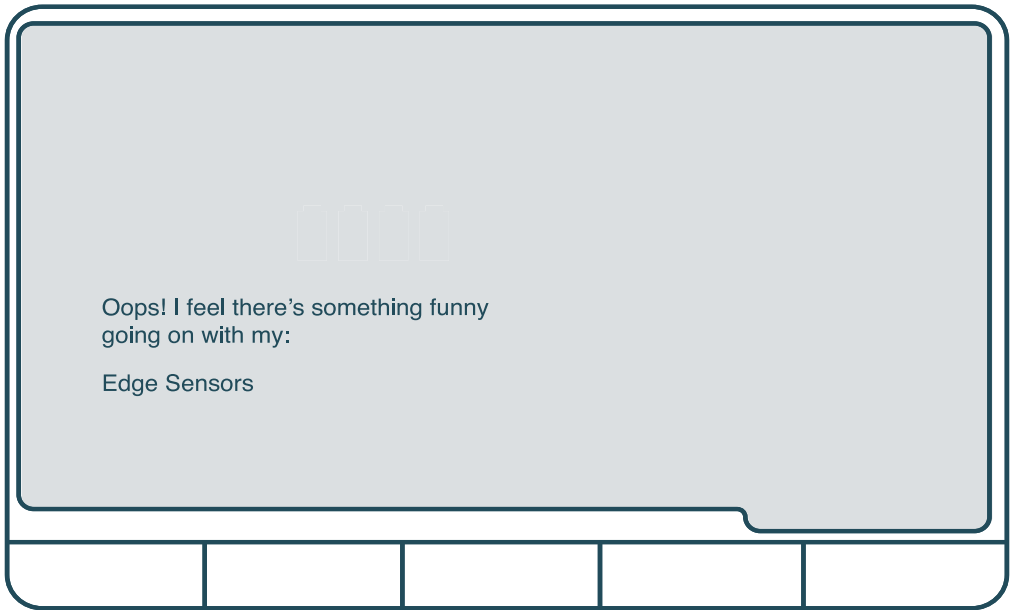 Oops! I feel there’s something funny
going on with my:
Edge Sensors